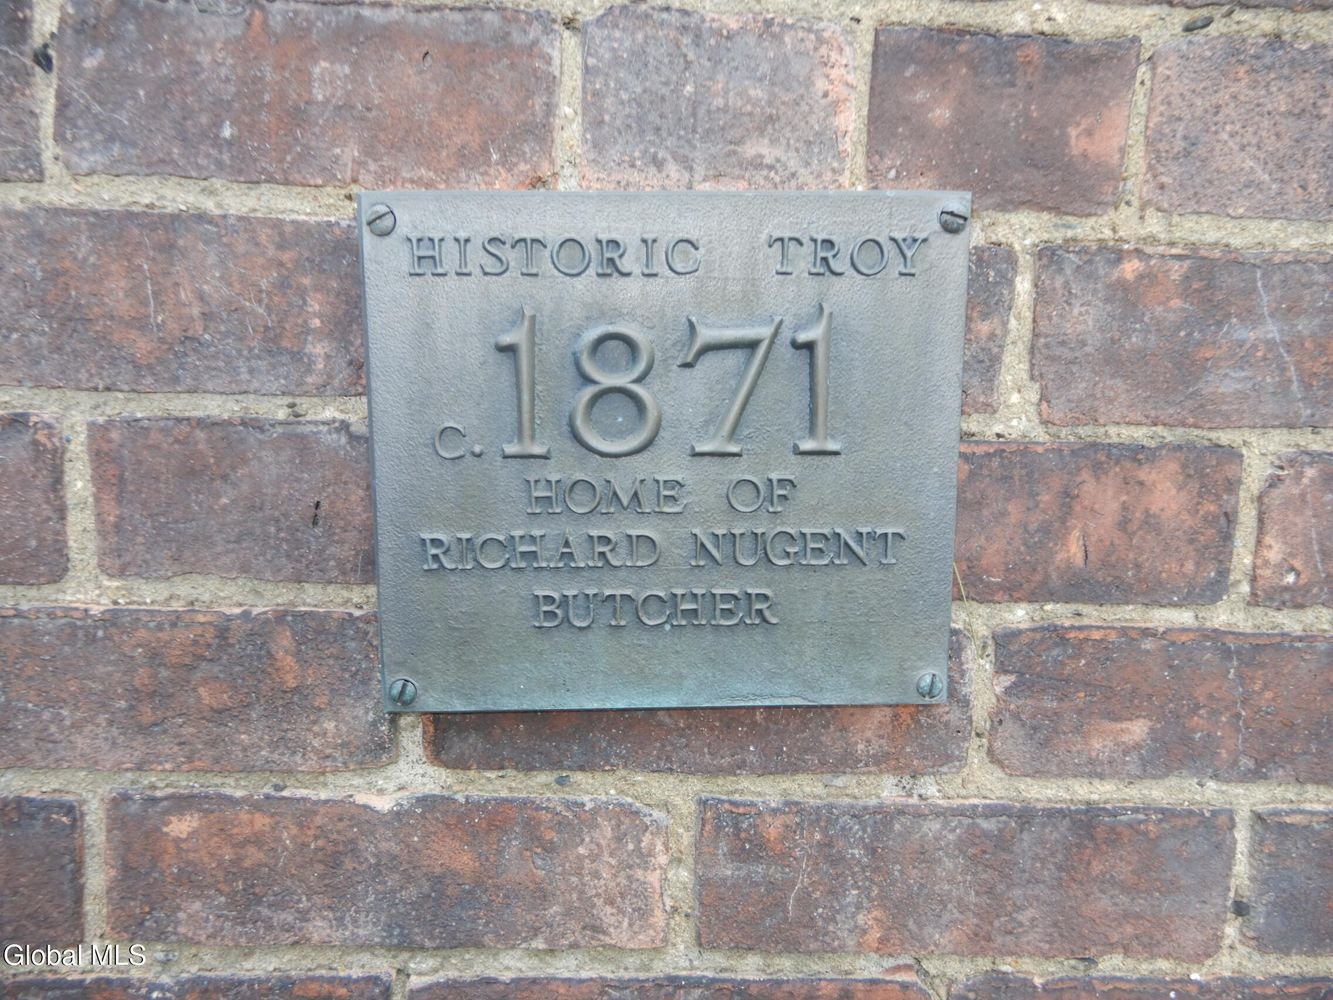 HISTORIC TROY
c. 1871
HOME OF
RICHARD NUGENT
BUTCHER
Global MLS